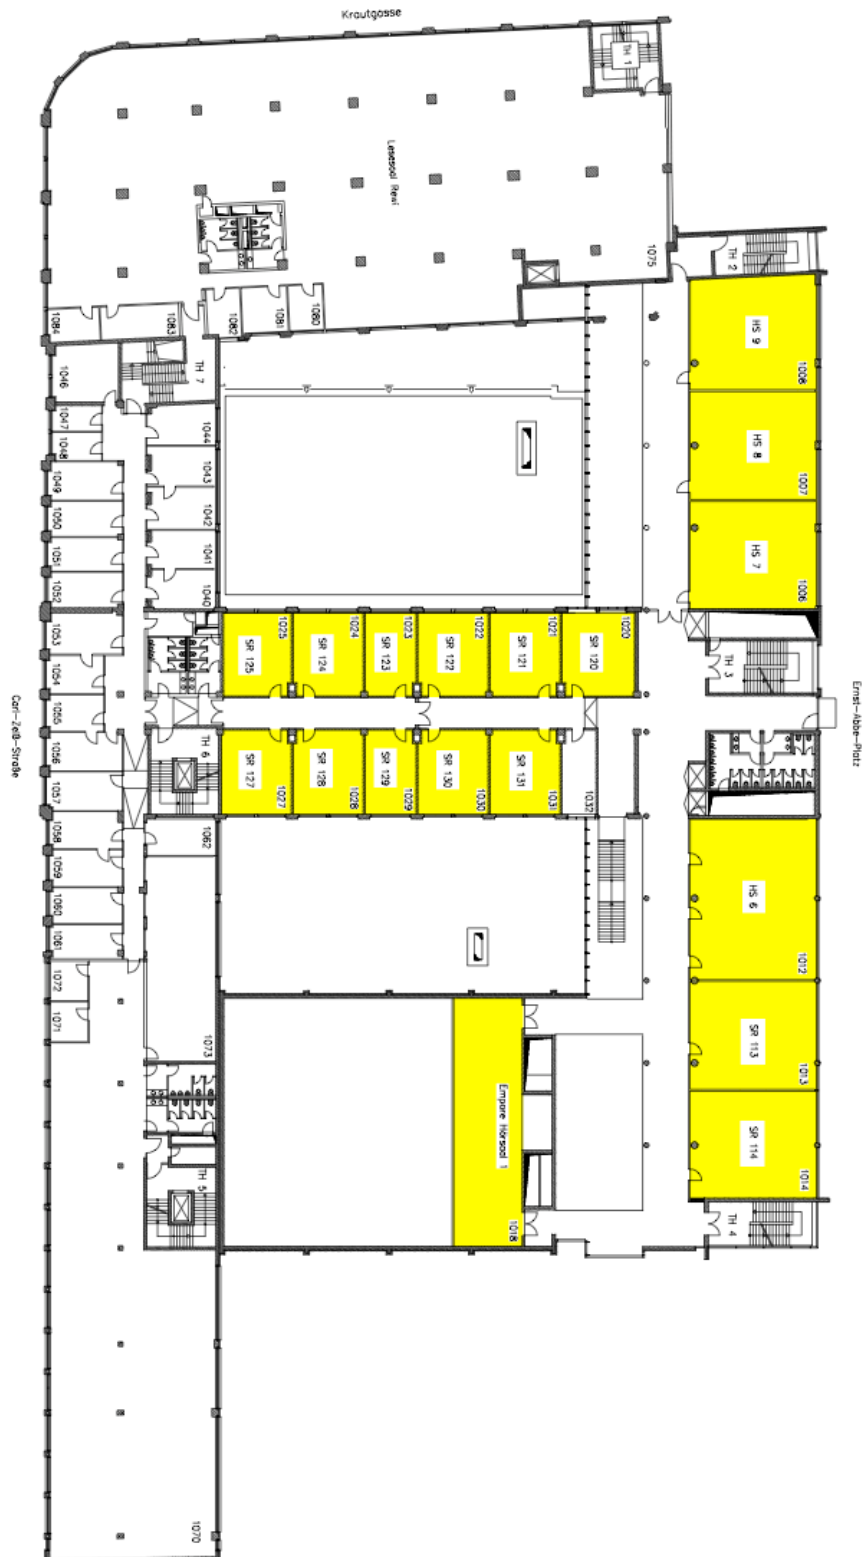 Krautgasse
TH 1
Lesesaal Rewi
1075
TH 2
HS 9
1008
HS 8
1007
HS 7
1006
1084
1083
1082
1081
1080
TH 7
1046
1047
1048
1049
1050
1051
1052
1053
1054
1055
1056
1057
1058
1059
1060
1061
1044
1043
1042
1041
1040
1025
SR 125
1024
SR 124
1023
SR 123
1022
SR 122
1021
SR 121
1020
SR 120
TH 3
Ernst-Abbe-Platz
Carl-Zeiß-Straße
TH 6
SR 127
1027
SR 128
1028
SR 129
1029
SR 130
1030
SR 131
1031
1032
1062
HS 6
1012
SR 113
1013
SR 114
1014
1072
1071
1073
Empore Hörsaal 1
1018
TH 5
TH 4
1070